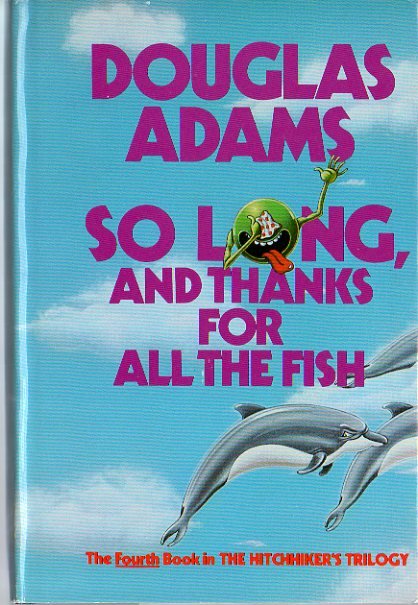 DOUGLAS
ADAMS
SO LONG,
AND THANKS
FOR
ALL THE FISH
The Fourth Book in THE HITCHHIKER'S TRILOGY